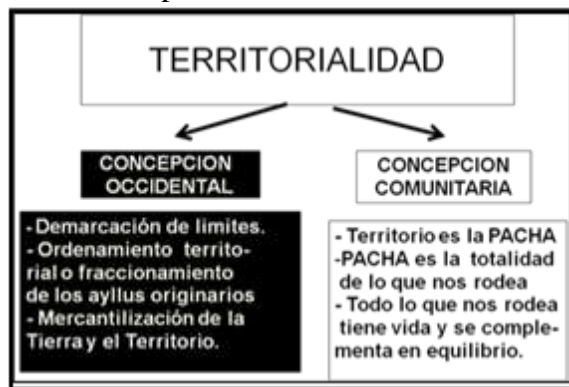 TERRITORIALIDAD
CONCEPCION
OCCIDENTAL
- Demarcación de limites.
- Ordenamiento territo-
rial o fraccionamiento
de los ayllus originarios
- Mercantilización de la
Tierra y el Territorio.
CONCEPCION
COMUNITARIA
- Territorio es la PACHA
-PACHA es la totalidad
de lo que nos rodea
- Todo lo que nos rodea
tiene vida y se comple-
menta en equilibrio.